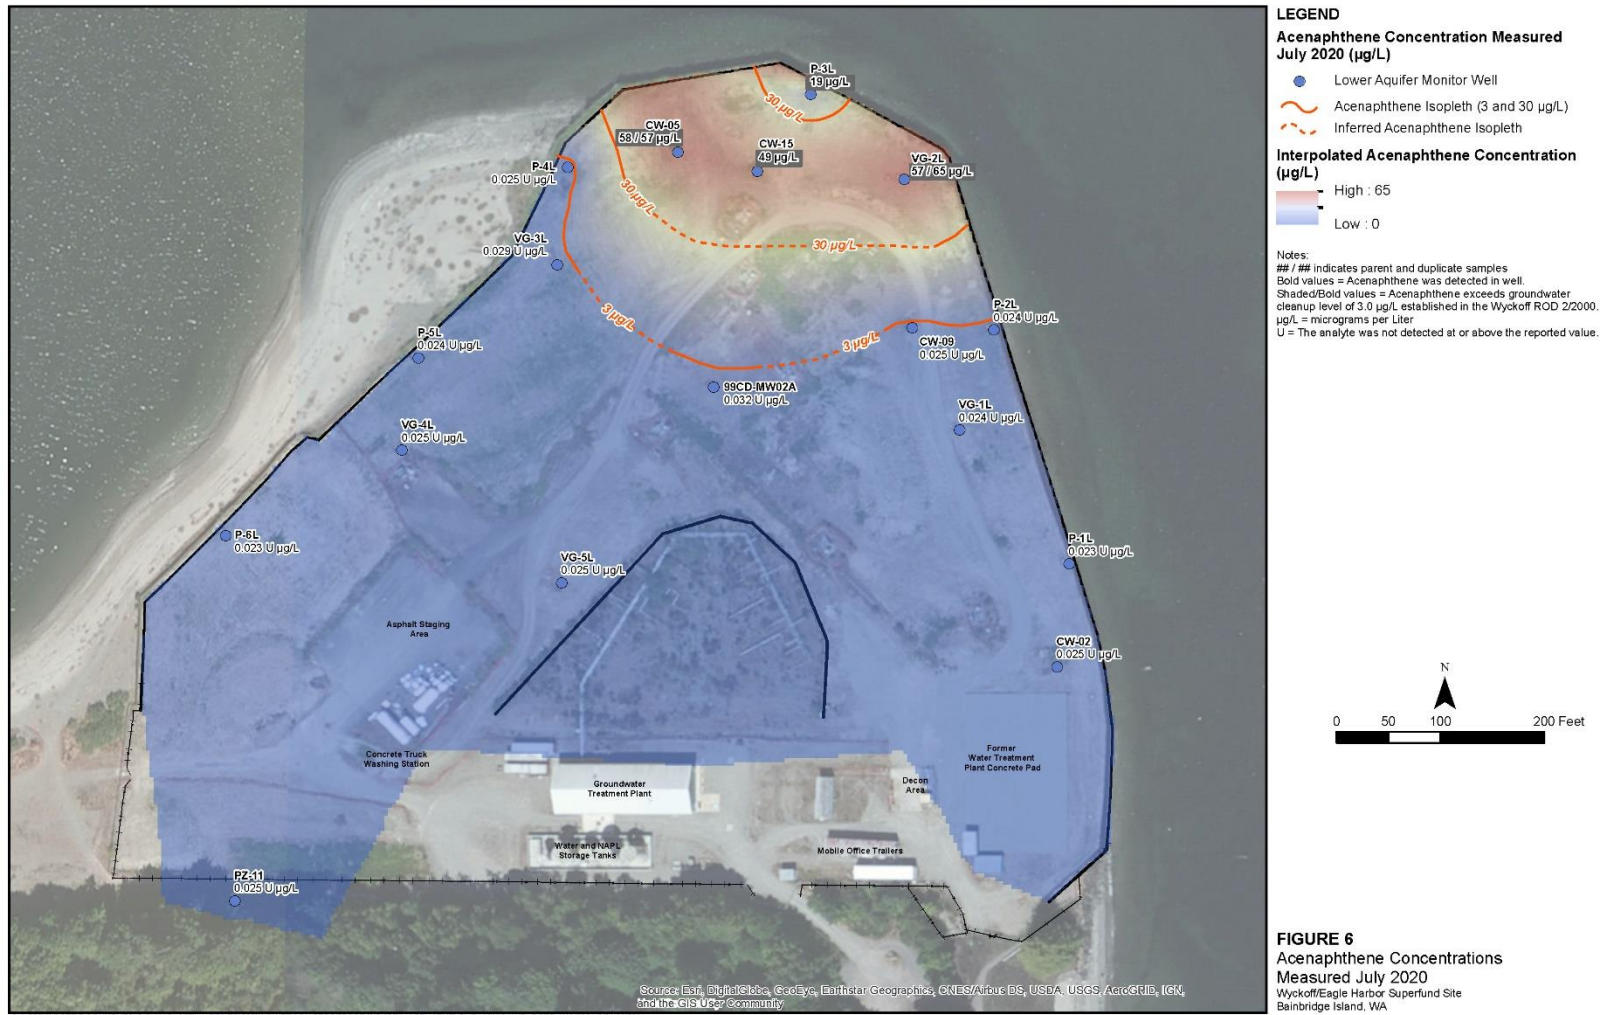 P-3L
19 µg/L
30 µg/L
CW-05
58 / 57 µg/L
CW-15
49 µg/L
VG-2L
57 / 65 µg/L
P-4L
0.025 U µg/L
30 µg/L
VG-3L
0.029 U µg/L
30 µg/L
3 µg/L
P-2L
0.024 U µg/L
P-5L
0.024 U µg/L
3 µg/L
CW-09
0.025 U µg/L
99CD-MW02A
0.032 U µg/L
VG-1L
0.024 U µg/L
VG-4L
0.025 U µg/L
P-6L
0.023 U µg/L
P-1L
0.023 U µg/L
VG-5L
0.025 U µg/L
Asphalt Staging
Area
CW-02
0.025 U µg/L
Concrete Truck
Washing Station
Former
Water Treatment
Plant Concrete Pad
Groundwater
Treatment Plant
Decon
Area
Water and NAPL
Storage Tanks
Mobile Office Trailers
PZ-11
0.025 U µg/L
Source: Esri, DigitalGlobe, GeoEye, Earthstar Geographics, CNES/Airbus DS, USDA, USGS, AeroGRID, IGN,
and the GIS User Community
LEGEND
Acenaphthene Concentration Measured
July 2020 (µg/L)
Lower Aquifer Monitor Well
Acenaphthene Isopleth (3 and 30 µg/L)
Inferred Acenaphthene Isopleth
Interpolated Acenaphthene Concentration
(µg/L)
High : 65
Low : 0
Notes:
## / ## indicates parent and duplicate samples
Bold values = Acenaphthene was detected in well.
Shaded/Bold values = Acenaphthene exceeds groundwater
cleanup level of 3.0 µg/L established in the Wyckoff ROD 2/2000.
µg/L = micrograms per Liter
U = The analyte was not detected at or above the reported value.
N
0 50 100 200 Feet
FIGURE 6
Acenaphthene Concentrations
Measured July 2020
Wyckoff/Eagle Harbor Superfund Site
Bainbridge Island, WA